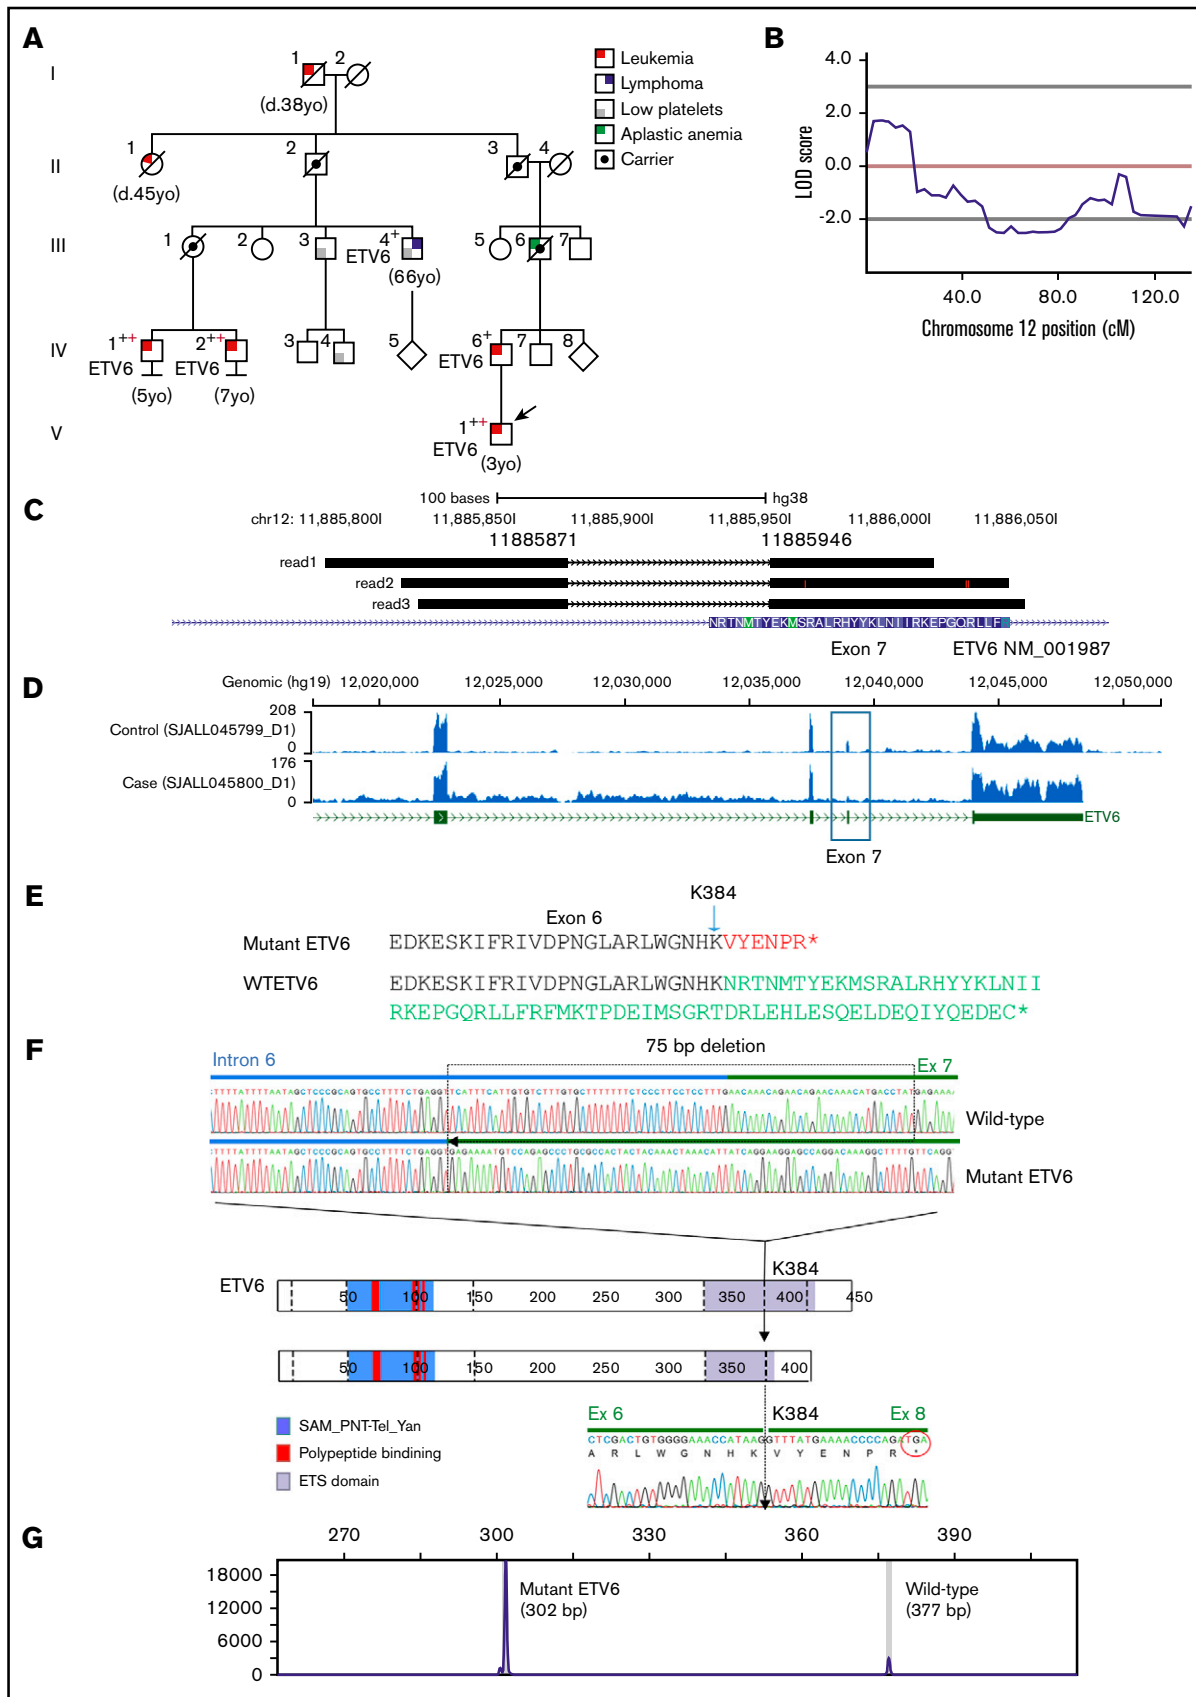 A
I
1
2
(d.38yo)
Leukemia
Lymphoma
Low platelets
Aplastic anemia
Carrier
II
1
2
3
4
(d.45yo)
III
1
2
3
4+
5
6
7
ETV6
(66yo)
IV
1++
2++
3
4
5
6+
7
8
ETV6
ETV6
ETV6
(5yo)
(7yo)
V
1++
ETV6
(3yo)
B
LOD score
4.0
2.0
0.0
-2.0
40.0
80.0
120.0
Chromosome 12 position (cM)
C
100 bases
hg38
chr12: 11,885,800I 11,885,850I 11,885,900I 11,885,950I 11,886,000I 11,886,050I
11885871
11885946
read1
read2
read3
NRTNMTYEKMSRALRHYYKLNIIRKEPGQRLLF
Exon 7
ETV6 NM_001987
D
Genomic (hg19) 12,020,000 12,025,000 12,030,000 12,035,000 12,040,000 12,045,000 12,050,000
208
Control (SJALL045799_D1)
0
176
Case (SJALL045800_D1)
0
ETV6
Exon 7
E
K384
Exon 6
Mutant ETV6 EDKESKIFRIVDPNGLARLWGNHKVYENPR*
WTETV6 EDKESKIFRIVDPNGLARLWGNHKNRTNMTYEKMSRALRHYYKLNII
RKEPGQRLLFRFMKTPDEIMSGRTDRLEHLESQELDEQIYQEDEC*
F
75 bp deletion
Intron 6
Ex 7
Wild-type
Mutant ETV6
K384
ETV6
50 100 150 200 250 300 350 400 450
50 100 150 200 250 300 350 400
SAM_PNT-Tel_Yan
Polypeptide bindining
ETS domain
Ex 6
K384
Ex 8
CTCGACTGTGGGGAAACCATAAGGTTTATGAAAACCCCAGATGA
A R L W G N H K V Y E N P R *
G
270 300 330 360 390
18000
12000
6000
0
Mutant ETV6
(302 bp)
Wild-type
(377 bp)